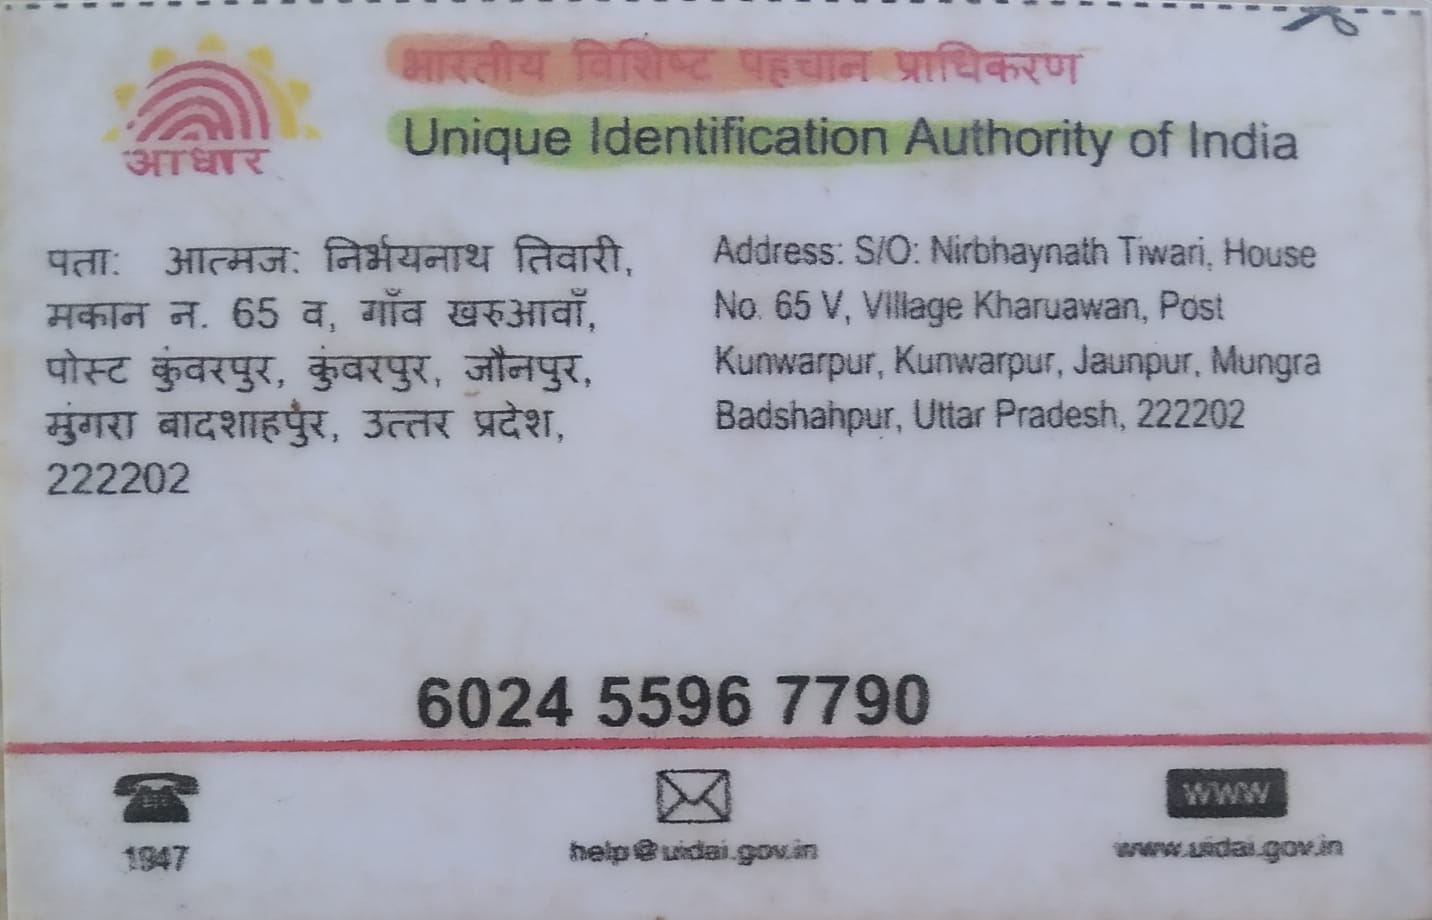 भारतीय विशिष्ट पहचान प्राधिकरण
Unique Identification Authority of India
आधार
पता: आत्मज: निर्भयनाथ तिवारी,
मकान न. 65 व, गाँव खरुआवाँ,
पोस्ट कुंवरपुर, कुंवरपुर, जौनपुर,
मुंगरा बादशाहपुर, उत्तर प्रदेश,
222202
Address: S/O: Nirbhaynath Tiwari, House
No. 65 V, Village Kharuawan, Post
Kunwarpur, Kunwarpur, Jaunpur, Mungra
Badshahpur, Uttar Pradesh, 222202
6024 5596 7790
1947
help@uidai.gov.in
www
www.uidai.gov.in